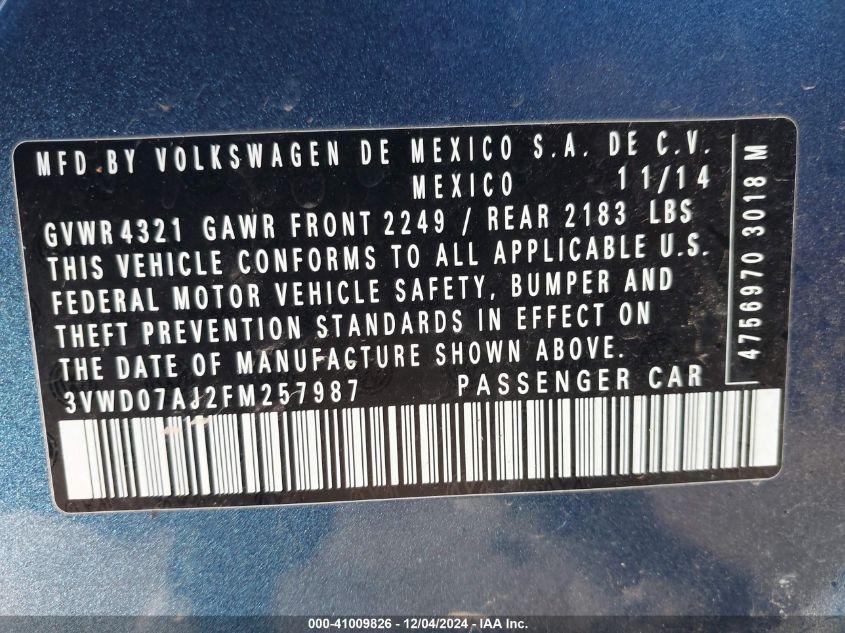 MFD.BY VOLKSWAGEN DE MEXICO S.A. DE C.V.
MEXICO 11/14
GVWR 4321 GAWR FRONT 2249 / REAR 2183 LBS
THIS VEHICLE CONFORMS TO ALL APPLICABLE U.S.
FEDERAL MOTOR VEHICLE SAFETY, BUMPER AND
THEFT PREVENTION STANDARDS IN EFFECT ON
THE DATE OF MANUFACTURE SHOWN ABOVE.
3VWD07AJ2FM257987 PASSENGER CAR
4756970 3018 M
000-41009826 - 12/04/2024 - IAA Inc.